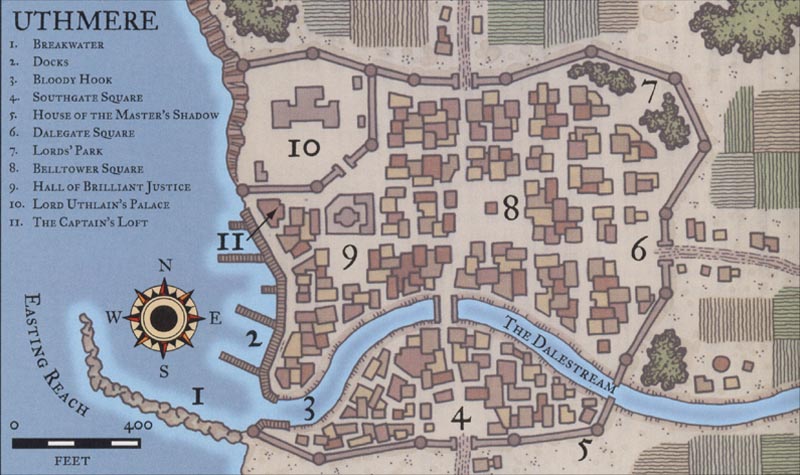 UTHMERE
1. BREAKWATER
2. DOCKS
3. BLOODY HOOK
4. SOUTHGATE SQUARE
5. HOUSE OF THE MASTER'S SHADOW
6. DALEGATE SQUARE
7. LORDS' PARK
8. BELLTOWER SQUARE
9. HALL OF BRILLIANT JUSTICE
10. LORD UTHLAIN'S PALACE
11. THE CAPTAIN'S LOFT
7
10
8
11
9
6
N
W E
S
EASTING REACH
2
THE DALESTREAM
1
3
4
5
0 400
FEET